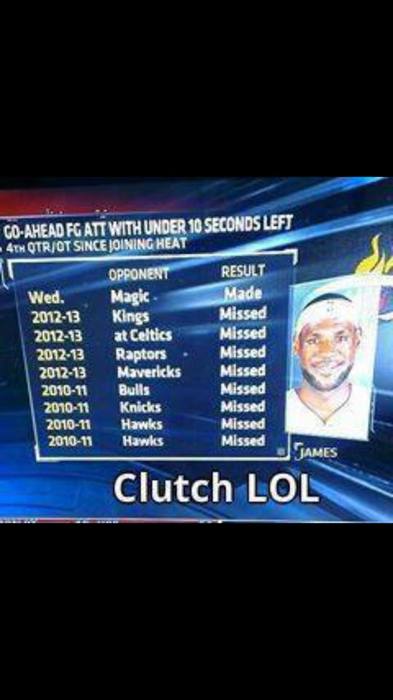 GO-AHEAD FG ATT WITH UNDER 10 SECONDS LEFT
4TH QTR/OT SINCE JOINING HEAT
OPPONENT RESULT
Wed. Magic Made
2012-13 Kings Missed
2012-13 at Celtics Missed
2012-13 Raptors Missed
2012-13 Mavericks Missed
2010-11 Bulls Missed
2010-11 Knicks Missed
2010-11 Hawks Missed
2010-11 Hawks Missed
JAMES
Clutch LOL